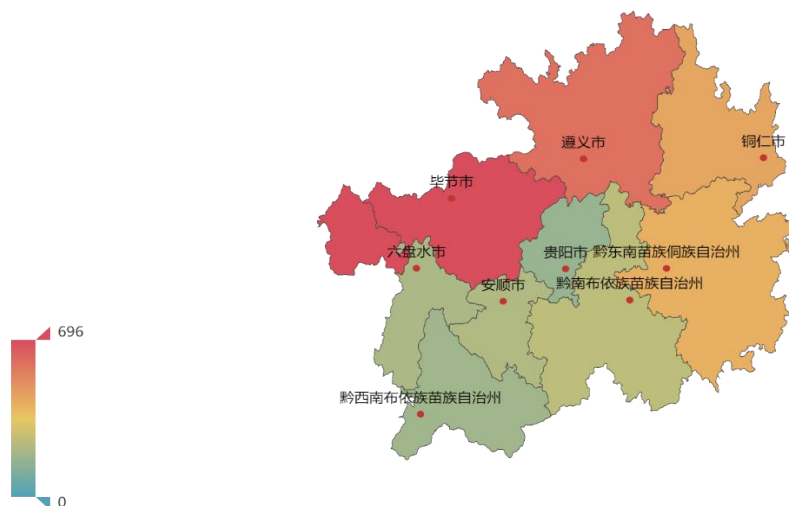 遵义市
铜仁市
毕节市
六盘水市
贵阳市
黔东南苗族侗族自治州
安顺市
黔南布依族苗族自治州
696
黔西南布依族苗族自治州
0